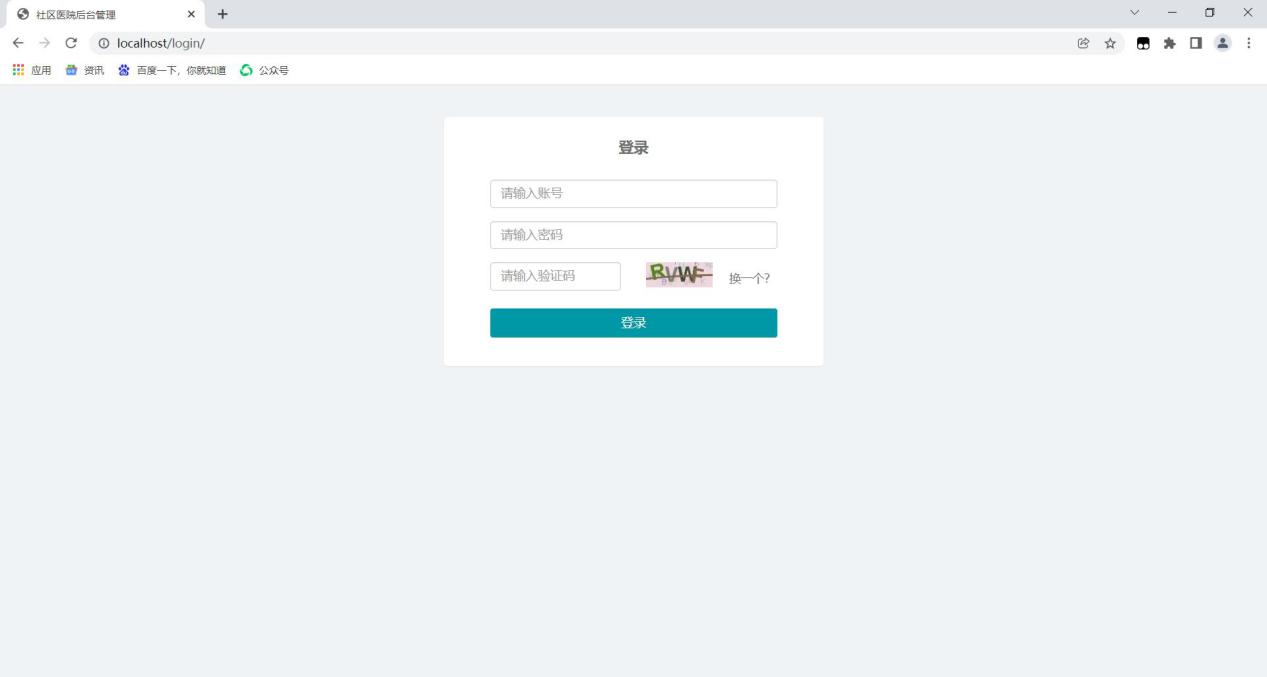 社区医院后台管理
localhost/login/
应用 资讯 百度一下，你就知道 公众号
登录
请输入账号
请输入密码
请输入验证码 换一个?
登录